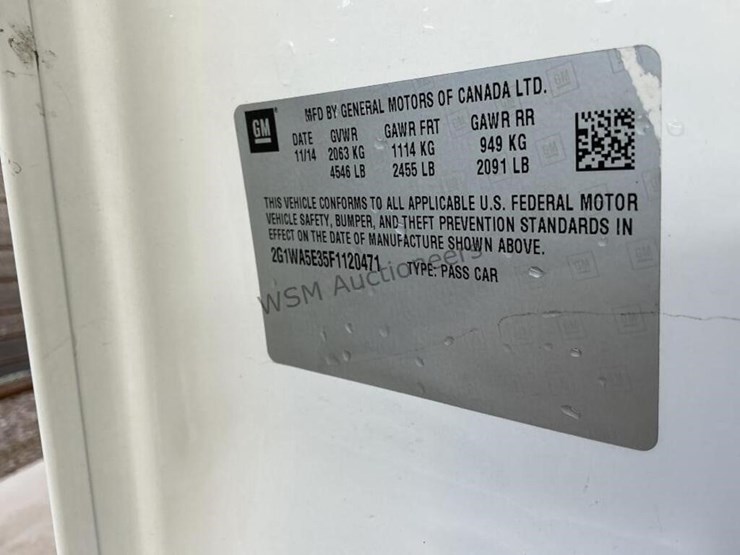 GM
MFD BY GENERAL MOTORS OF CANADA LTD.
DATE GVWR GAWR FRT GAWR RR
11/14 2063 KG 1114 KG 949 KG
4546 LB 2455 LB 2091 LB
THIS VEHICLE CONFORMS TO ALL APPLICABLE U.S. FEDERAL MOTOR
VEHICLE SAFETY, BUMPER, AND THEFT PREVENTION STANDARDS IN
EFFECT ON THE DATE OF MANUFACTURE SHOWN ABOVE.
2G1WA5E35F1120471 TYPE: PASS CAR
WSM Auctioneers